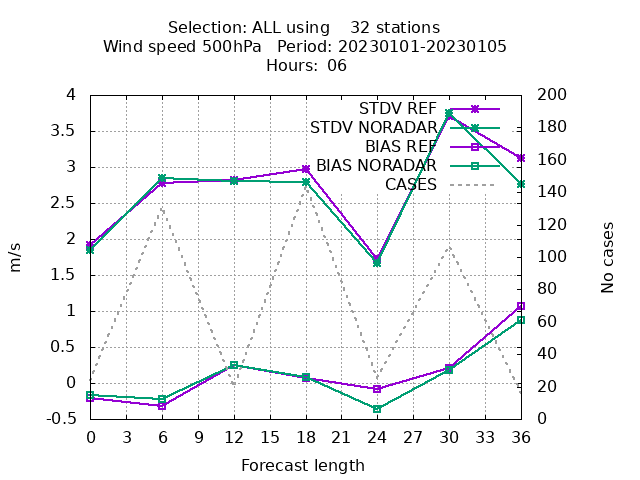 Selection: ALL using    32 stations
Wind speed 500hPa   Period: 20230101-20230105
Hours:  06
STDV REF
STDV NORADAR
BIAS REF
BIAS NORADAR
CASES
4
3.5
3
2.5
2
1.5
1
0.5
0
-0.5
m/s
200
180
160
140
120
100
80
60
40
20
0
No cases
0 3 6 9 12 15 18 21 24 27 30 33 36
Forecast length